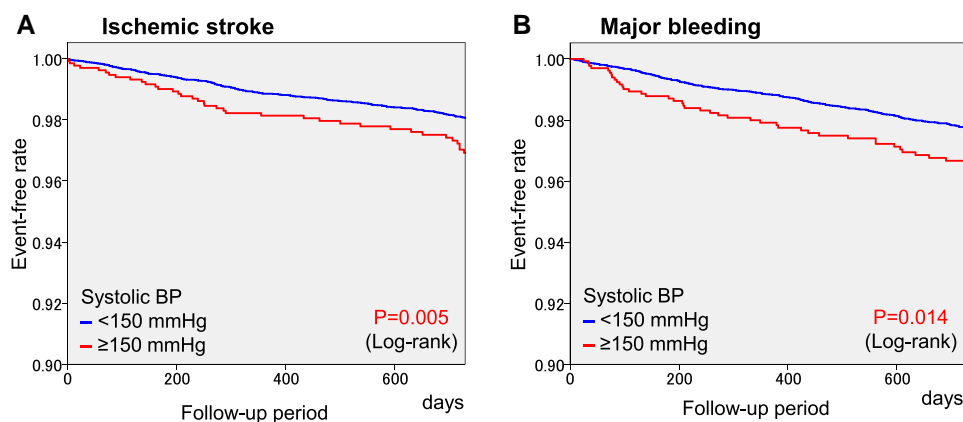 A Ischemic stroke
Event-free rate
1.00
0.98
0.96
0.94
0.92
0.90
Systolic BP
<150 mmHg
≥150 mmHg
P=0.005
(Log-rank)
0 200 400 600
days
Follow-up period
B Major bleeding
Event-free rate
1.00
0.98
0.96
0.94
0.92
0.90
Systolic BP
<150 mmHg
≥150 mmHg
P=0.014
(Log-rank)
0 200 400 600
days
Follow-up period